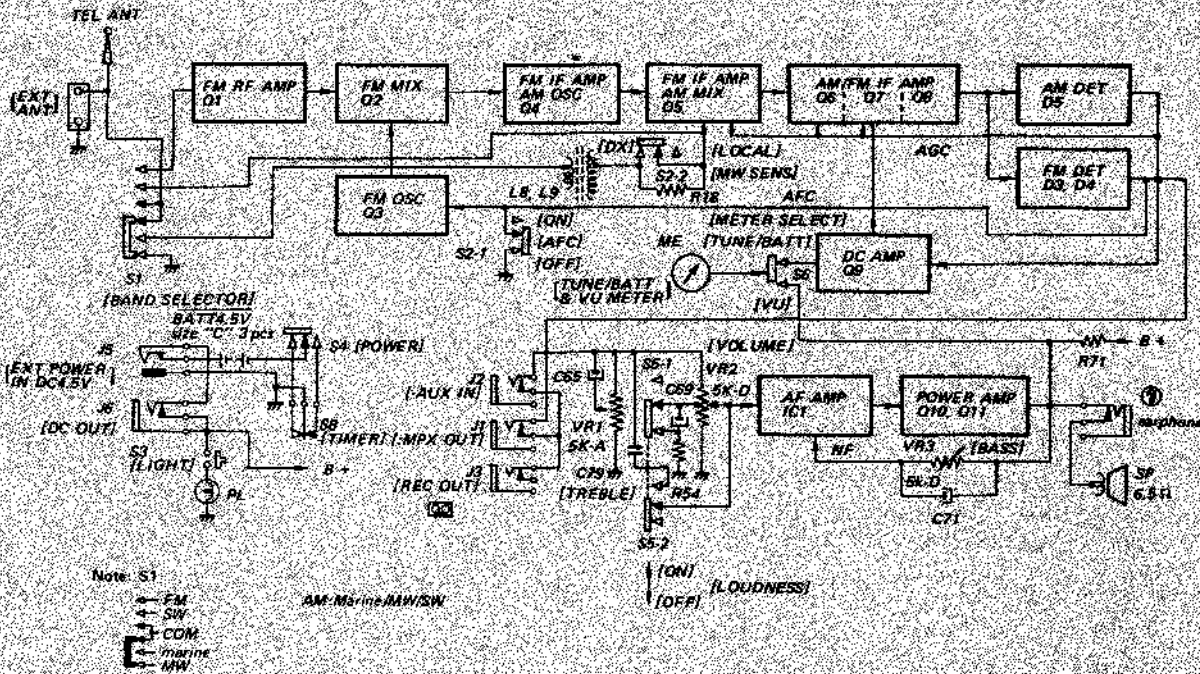 TEL ANT
[EXT ANT]
FM RF AMP
Q1
FM MIX
Q2
FM IF AMP
AM OSC
Q4
FM IF AMP
AM MIX
Q5
AM/FM IF AMP
Q6 Q7 Q8
AM DET
D5
[DX]
[LOCAL]
S2-2
[MW SENS]
AGC
FM DET
D3, D4
L8, L9
R18
AFC
FM OSC
Q3
[ON]
[AFC]
[OFF]
S2-1
[METER SELECT]
ME
[TUNE/BATT]
DC AMP
Q9
S6
[TUNE/BATT
& VU METER]
[VU]
S1
[BAND SELECTOR]
BATT4.5V
size "C" 3pcs
S4 [POWER]
J5
[EXT POWER
IN DC4.5V]
J6
[DC OUT]
S3
[LIGHT]
PL
S8
[TIMER]
B+
J2
[-AUX IN]
J1
[-MPX OUT]
J3
[REC OUT]
C65
VR1
5K-A
C79
[TREBLE]
S5-1
C69
R54
S5-2
[VOLUME]
VR2
5K-D
AF AMP
IC1
POWER AMP
Q10, Q11
R71
B+
NF
VR3
[BASS]
5k-D
C71
earphone
SP
6.5Ω
[ON]
[OFF]
[LOUDNESS]
Note: S1
FM
SW
COM
marine
MW
AM-Marine/MW/SW